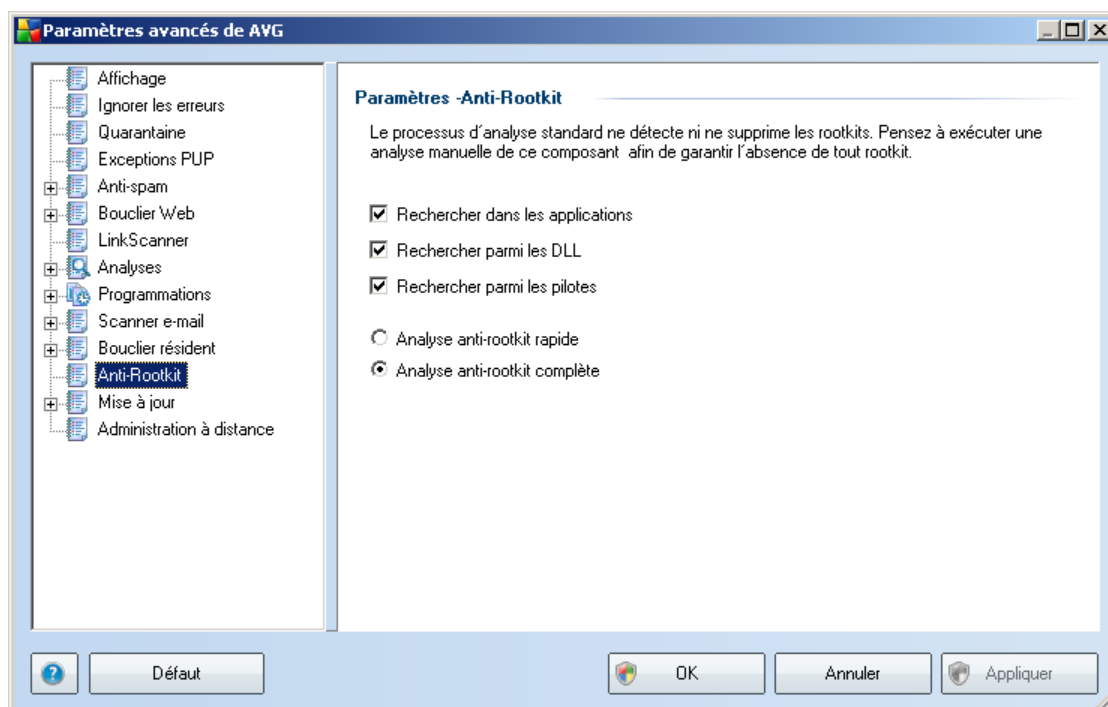 Paramètres avancés de AVG
Affichage
Ignorer les erreurs
Quarantaine
Exceptions PUP
Anti-spam
Bouclier Web
LinkScanner
Analyses
Programmations
Scanner e-mail
Bouclier résident
Anti-Rootkit
Mise à jour
Administration à distance
Paramètres -Anti-Rootkit
Le processus d´analyse standard ne détecte ni ne supprime les rootkits. Pensez à exécuter une
analyse manuelle de ce composant afin de garantir l´absence de tout rootkit.
Rechercher dans les applications
Rechercher parmi les DLL
Rechercher parmi les pilotes
Analyse anti-rootkit rapide
Analyse anti-rootkit complète
Défaut
OK
Annuler
Appliquer